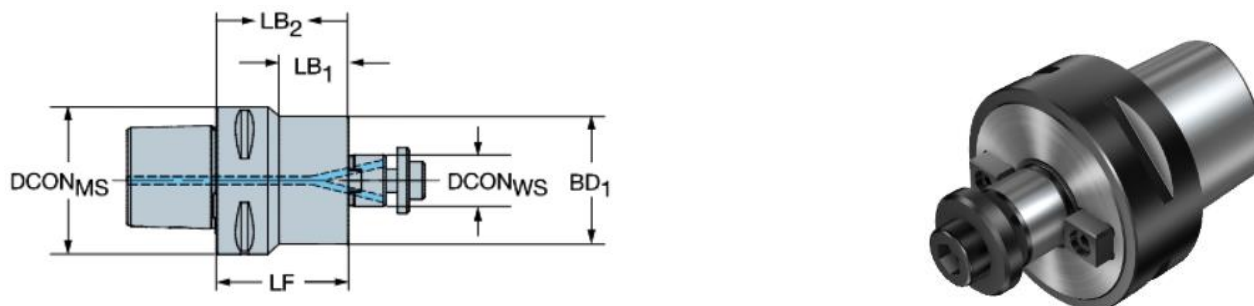 LB₂
LB₁
DCONMS
DCONWS
BD₁
LF